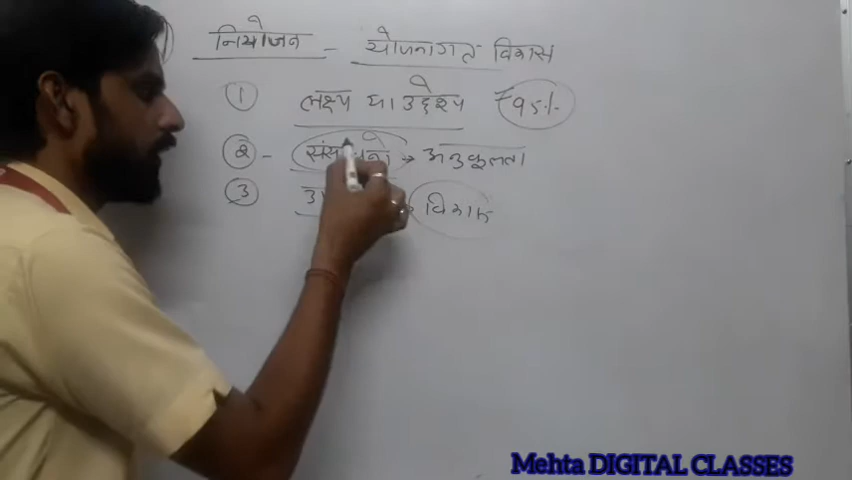 नियोजन - योजनागत विकास
① लक्ष्य या उद्देश्य ₹95/-
② - → अनुकूलता
③ विकास
Mehta DIGITAL CLASSES